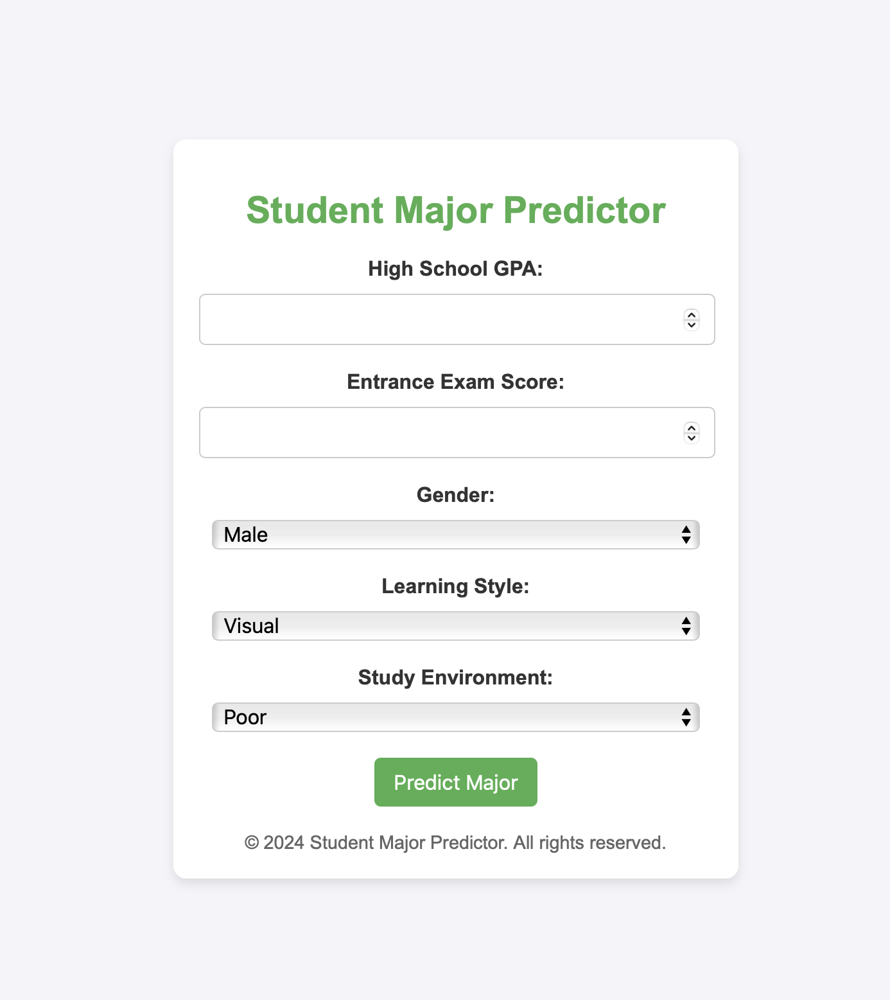 Student Major Predictor
High School GPA:
Entrance Exam Score:
Gender:
Male
Learning Style:
Visual
Study Environment:
Poor
Predict Major
© 2024 Student Major Predictor. All rights reserved.